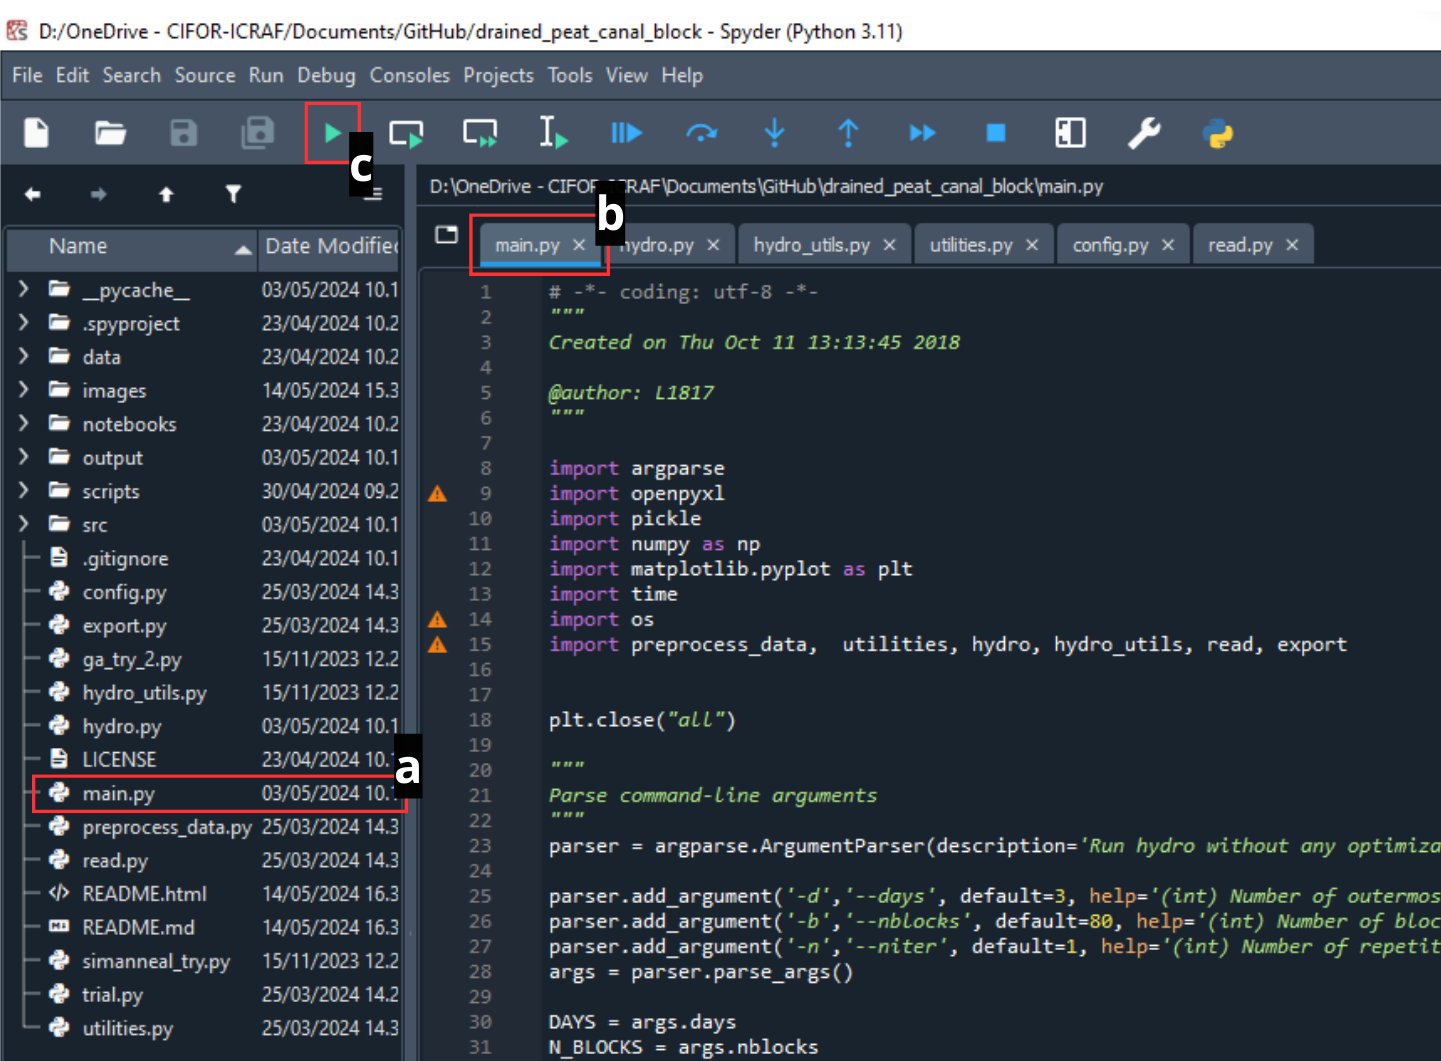 D:/OneDrive - CIFOR-ICRAF/Documents/GitHub/drained_peat_canal_block - Spyder (Python 3.11)
File Edit Search Source Run Debug Consoles Projects Tools View Help
c
D:\OneDrive - CIFOR-ICRAF\Documents\GitHub\drained_peat_canal_block\main.py
b
main.py hydro.py hydro_utils.py utilities.py config.py read.py
Name Date Modified
__pycache__ 03/05/2024 10.1
.spyproject 23/04/2024 10.2
data 23/04/2024 10.2
images 14/05/2024 15.3
notebooks 23/04/2024 10.2
output 03/05/2024 10.1
scripts 30/04/2024 09.2
src 03/05/2024 10.1
.gitignore 23/04/2024 10.1
config.py 25/03/2024 14.3
export.py 25/03/2024 14.3
ga_try_2.py 15/11/2023 12.2
hydro_utils.py 15/11/2023 12.2
hydro.py 03/05/2024 10.1
LICENSE 23/04/2024 10.1
a
main.py 03/05/2024 10.1
preprocess_data.py 25/03/2024 14.3
read.py 25/03/2024 14.3
README.html 14/05/2024 16.3
README.md 14/05/2024 16.3
simanneal_try.py 15/11/2023 12.2
trial.py 25/03/2024 14.2
utilities.py 25/03/2024 14.3
1 # -*- coding: utf-8 -*-
2 """
3 Created on Thu Oct 11 13:13:45 2018
4
5 @author: L1817
6 """
7
8 import argparse
9 import openpyxl
10 import pickle
11 import numpy as np
12 import matplotlib.pyplot as plt
13 import time
14 import os
15 import preprocess_data,  utilities, hydro, hydro_utils, read, export
16
17
18 plt.close("all")
19
20 """
21 Parse command-line arguments
22 """
23 parser = argparse.ArgumentParser(description='Run hydro without any optimiza
24
25 parser.add_argument('-d','--days', default=3, help='(int) Number of outermos
26 parser.add_argument('-b','--nblocks', default=80, help='(int) Number of bloc
27 parser.add_argument('-n','--niter', default=1, help='(int) Number of repetit
28 args = parser.parse_args()
29
30 DAYS = args.days
31 N_BLOCKS = args.nblocks